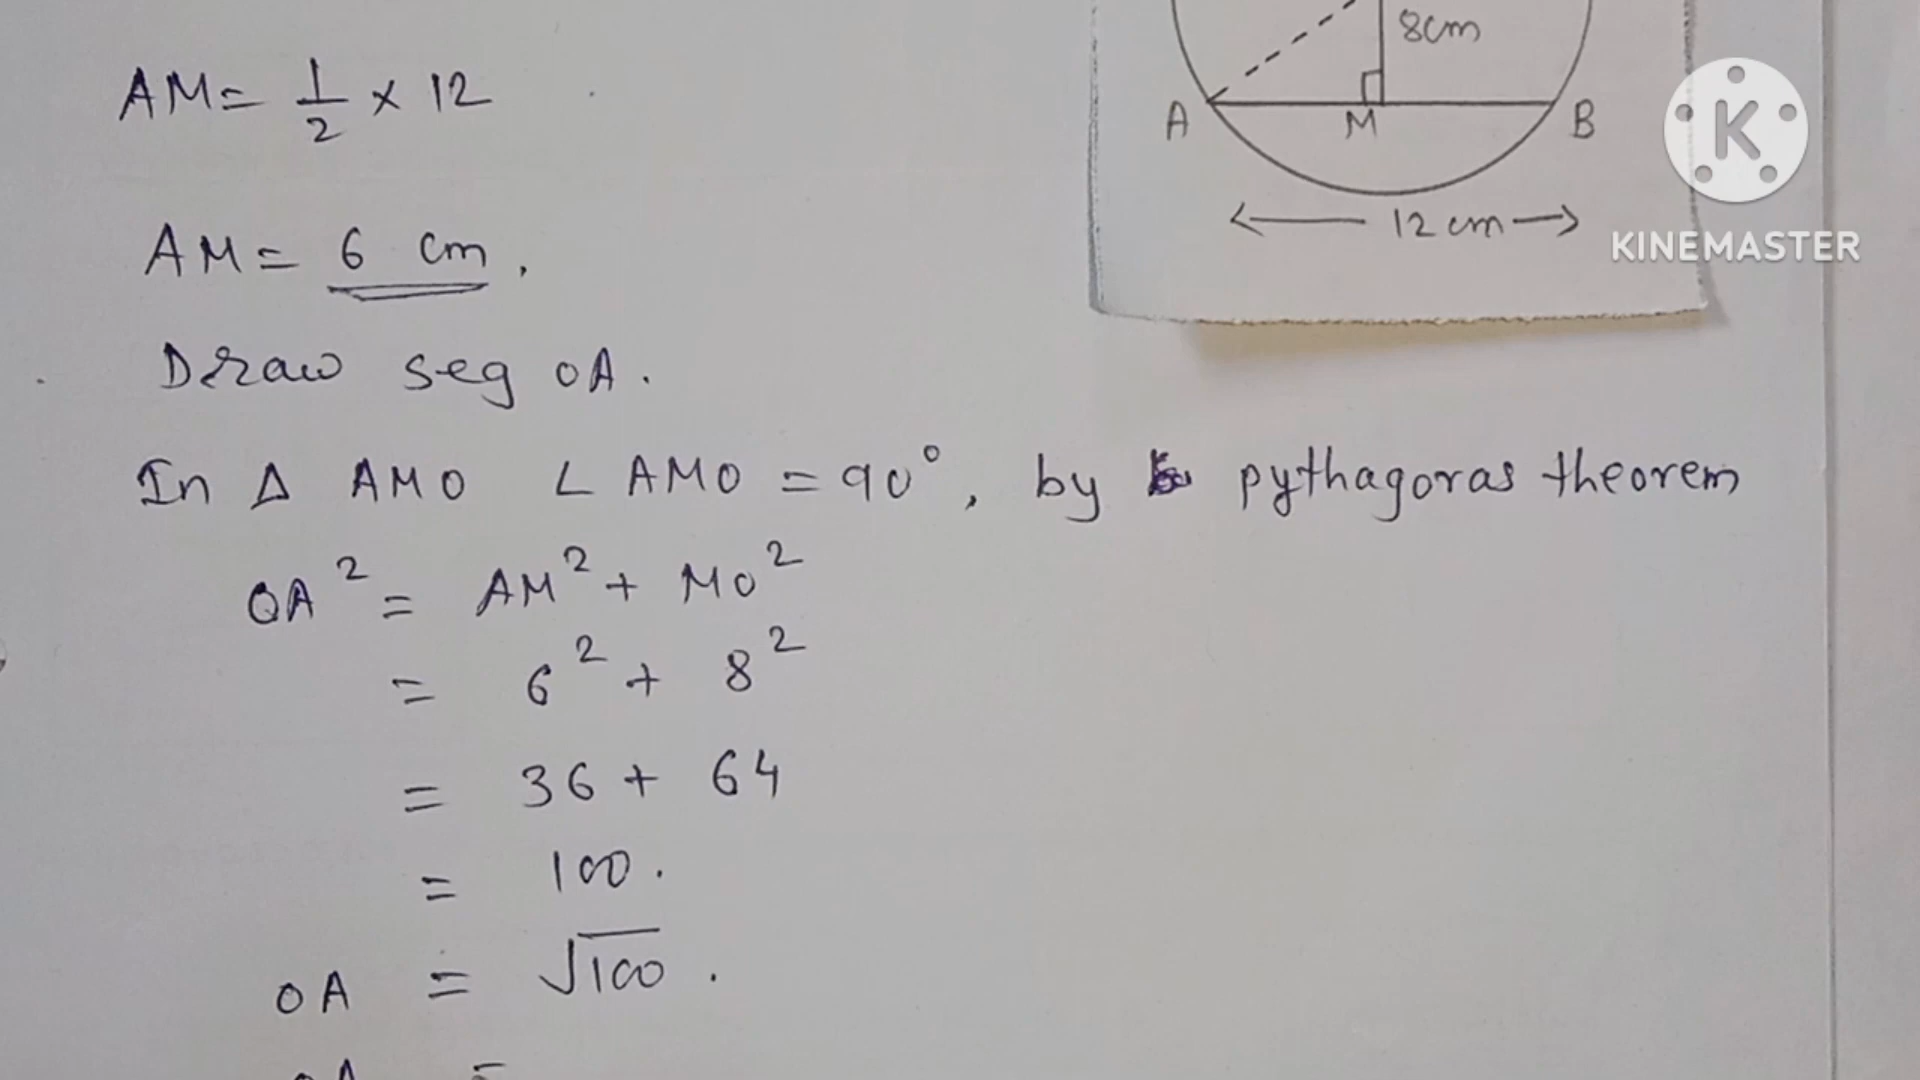 AM = 1/2 × 12
AM = 6 cm.
Draw seg OA.
In Δ AMO ∠AMO = 90°, by pythagoras theorem
OA² = AM² + MO²
= 6² + 8²
= 36 + 64
= 100.
OA = √100.
OA =
8cm
A M B
12 cm
K
KINEMASTER